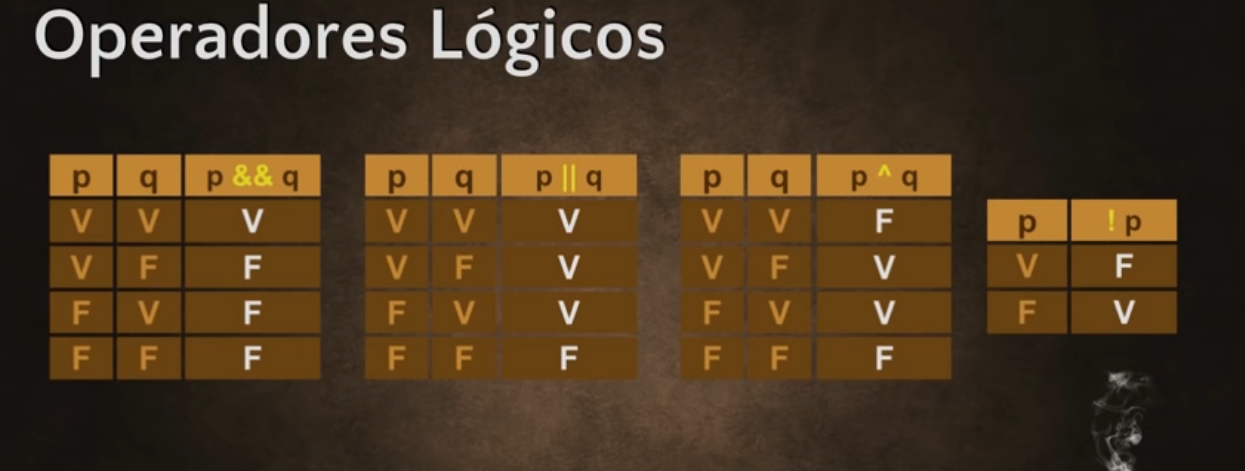 Operadores Lógicos
p q p && q
V V V
V F F
F V F
F F F
p q p || q
V V V
V F V
F V V
F F F
p q p ^ q
V V F
V F V
F V V
F F F
p ! p
V F
F V